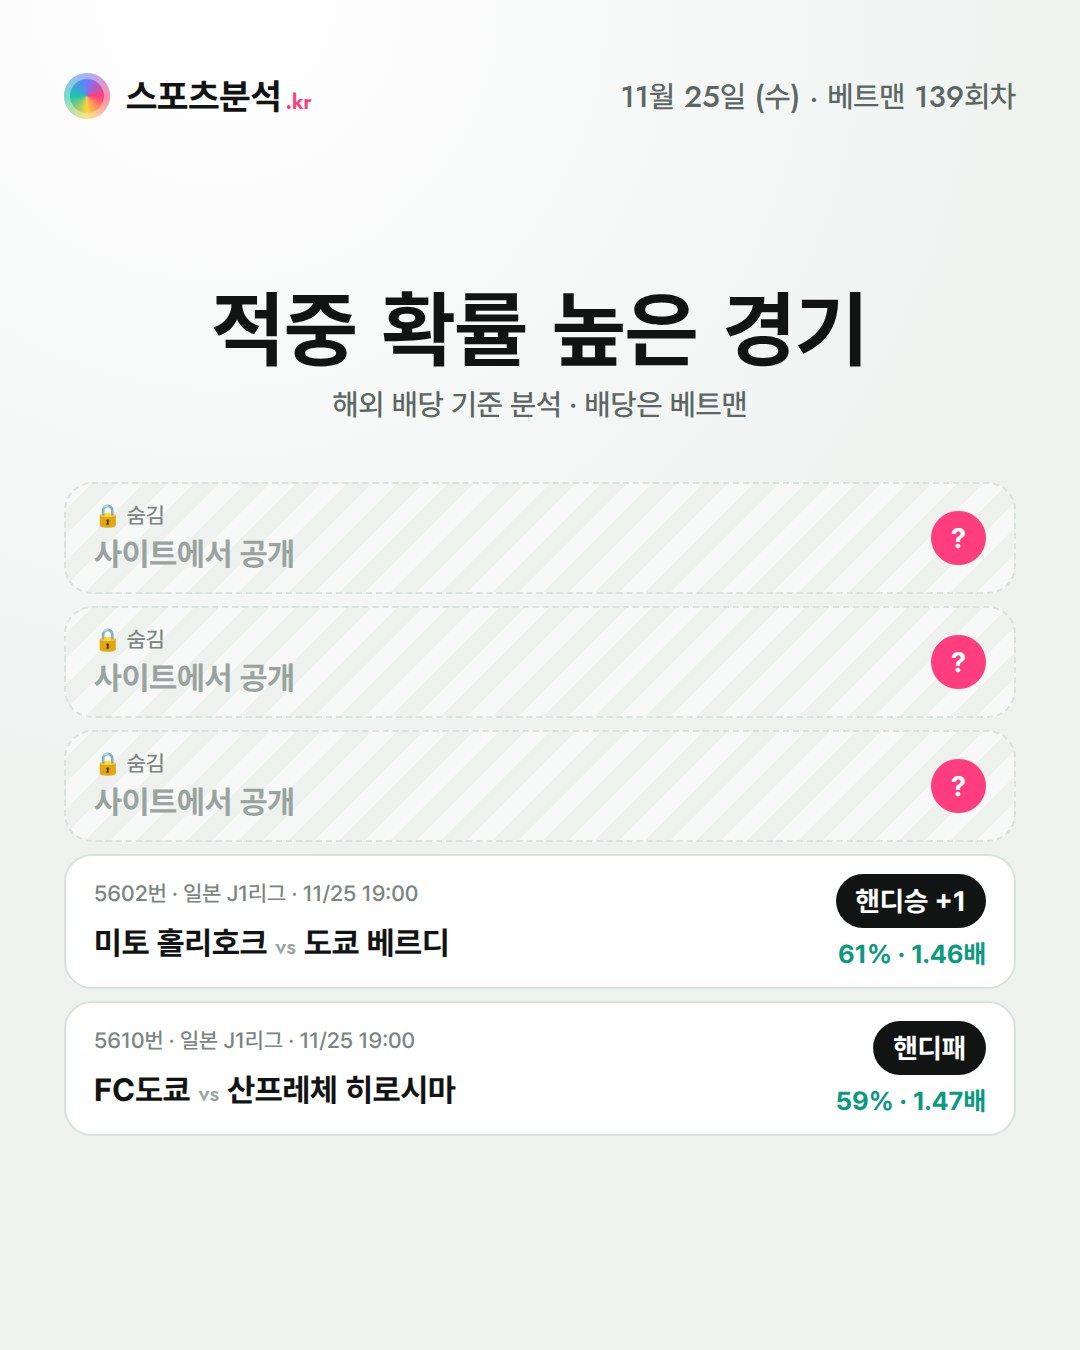 스포츠분석.kr
11월 25일 (수) · 베트맨 139회차
적중 확률 높은 경기
해외 배당 기준 분석 · 배당은 베트맨
🔒 숨김
사이트에서 공개
?
🔒 숨김
사이트에서 공개
?
🔒 숨김
사이트에서 공개
?
5602번 · 일본 J1리그 · 11/25 19:00
미토 홀리호크 vs 도쿄 베르디
핸디승 +1
61% · 1.46배
5610번 · 일본 J1리그 · 11/25 19:00
FC도쿄 vs 산프레체 히로시마
핸디패
59% · 1.47배